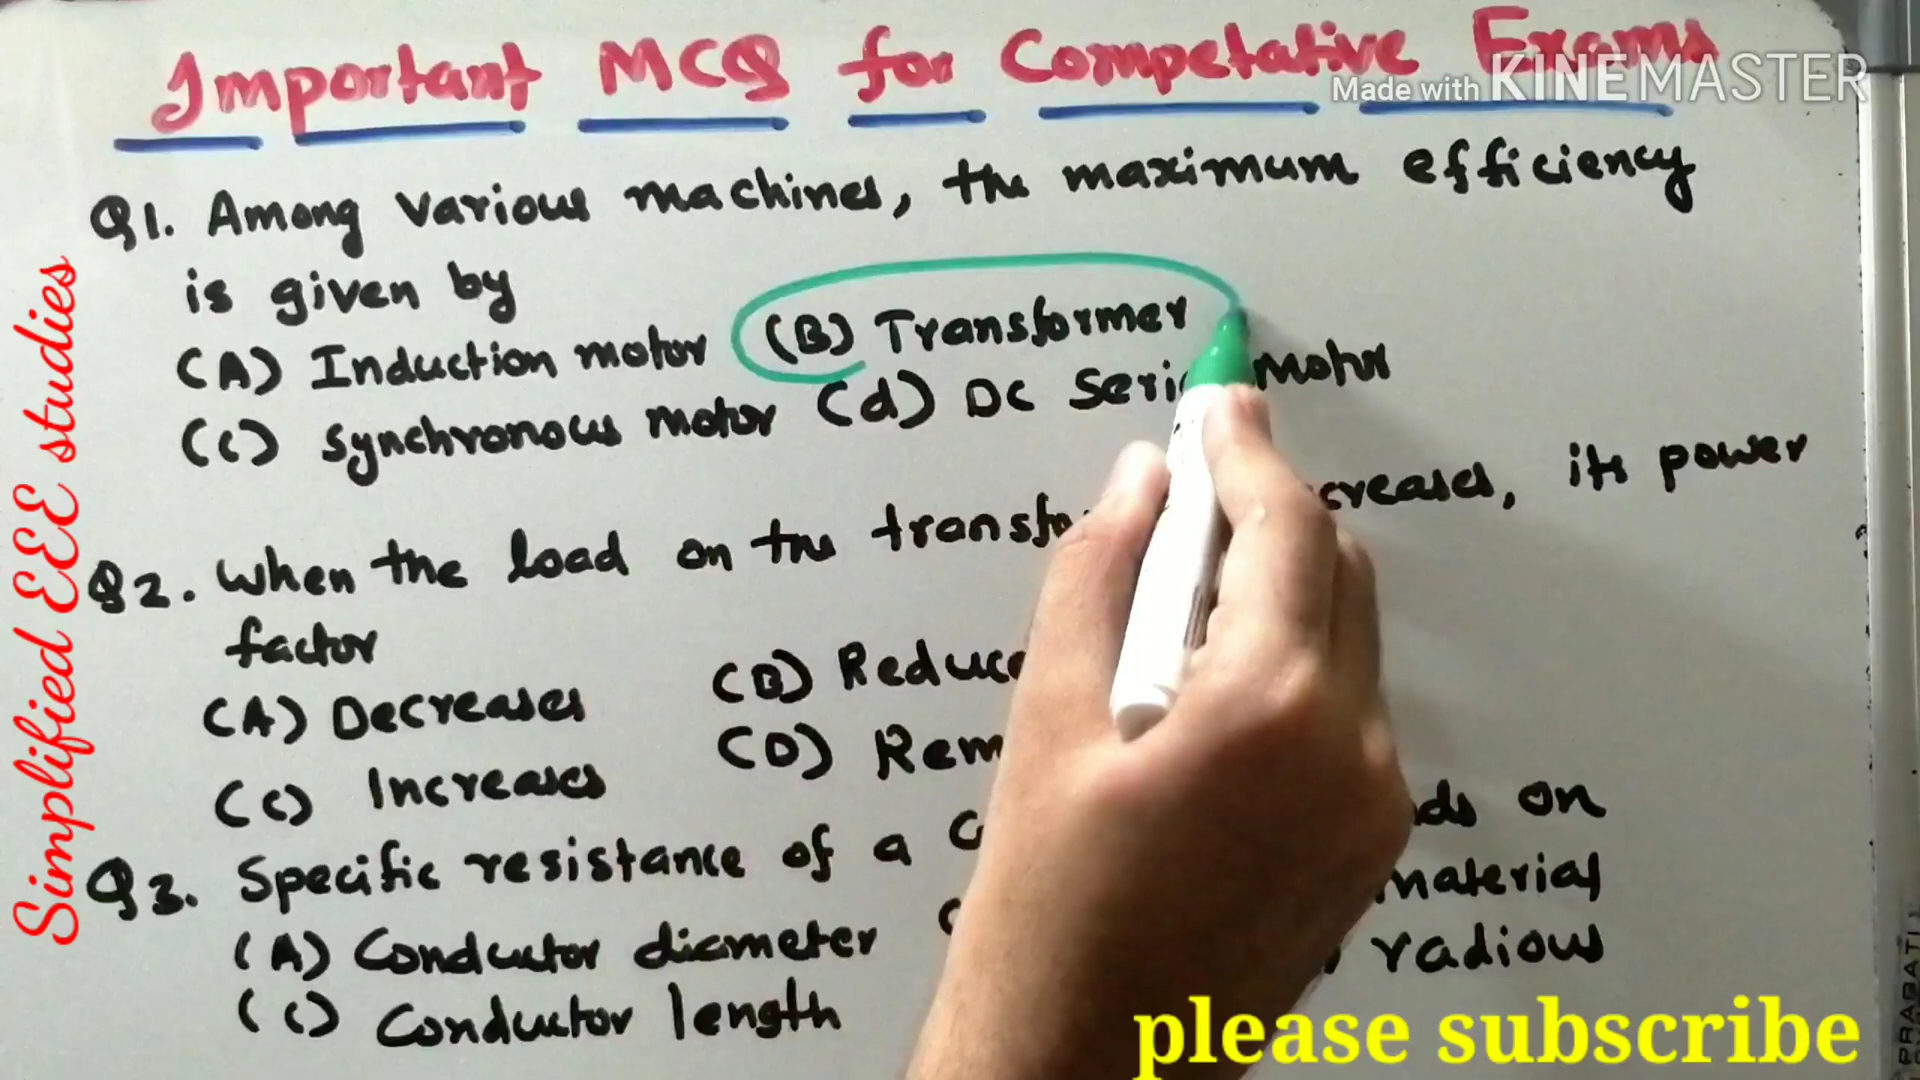 Important MCQ for Competative Exams
Made with KINEMASTER
Q1. Among various machines, the maximum efficiency
is given by
(A) Induction motor (B) Transformer
(C) Synchronous motor (d) DC Seri motor
Q2. When the load on the transfo creases, its power
factor
(A) Decreases (B) Reduce
(C) Increases (D) Rem
Q3. Specific resistance of a C ds on
(A) Conductor diameter material
(C) Conductor length radious
Simplified EEE studies
please subscribe